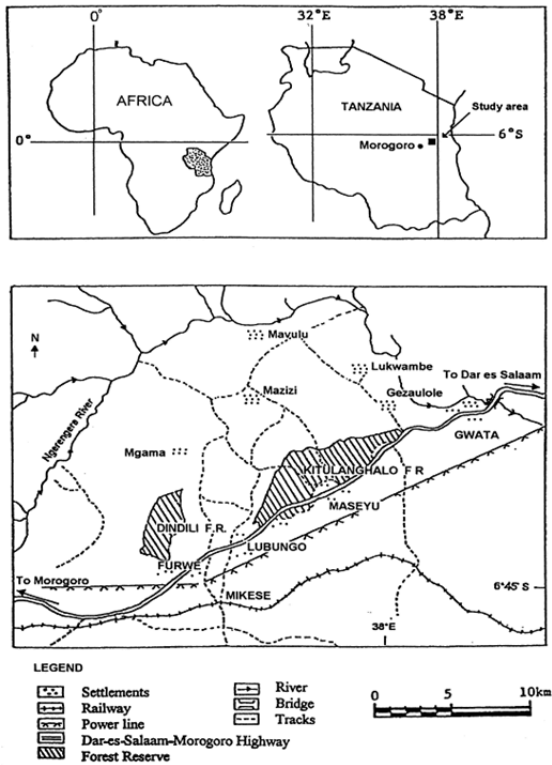 0°
32°E
38°E
AFRICA
TANZANIA
Study area
0°
6°S
Morogoro
N
Mavulu
Lukwambe
To Dar es Salaam
Mazizi
Gezaulole
Ngerengere River
GWATA
Mgama
KITULANGHALO F R
MASEYU
DINDILI F.R.
LUBUNGO
FURWE
To Morogoro
6°45' S
MIKESE
38°E
LEGEND
Settlements
River
Railway
Bridge
Power line
Tracks
Dar-es-Salaam-Morogoro Highway
Forest Reserve
0 5 10km